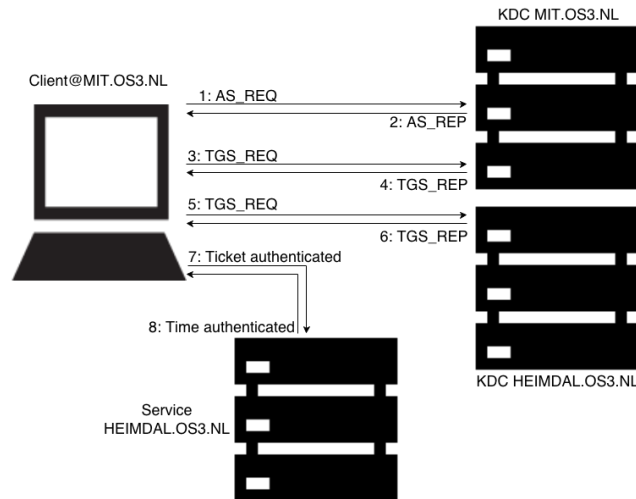 KDC MIT.OS3.NL
Client@MIT.OS3.NL
1: AS_REQ
2: AS_REP
3: TGS_REQ
4: TGS_REP
5: TGS_REQ
6: TGS_REP
7: Ticket authenticated
8: Time authenticated
KDC HEIMDAL.OS3.NL
Service
HEIMDAL.OS3.NL